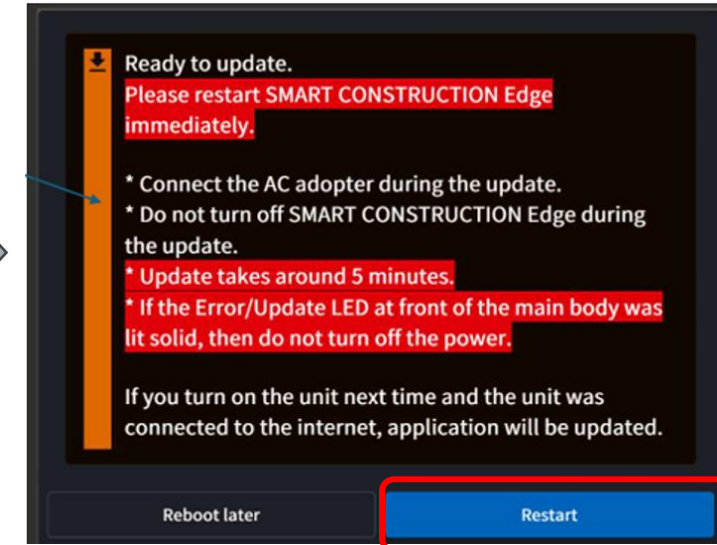 Ready to update.
Please restart SMART CONSTRUCTION Edge
immediately.
* Connect the AC adopter during the update.
* Do not turn off SMART CONSTRUCTION Edge during
the update.
* Update takes around 5 minutes.
* If the Error/Update LED at front of the main body was
lit solid, then do not turn off the power.
If you turn on the unit next time and the unit was
connected to the internet, application will be updated.
Reboot later
Restart